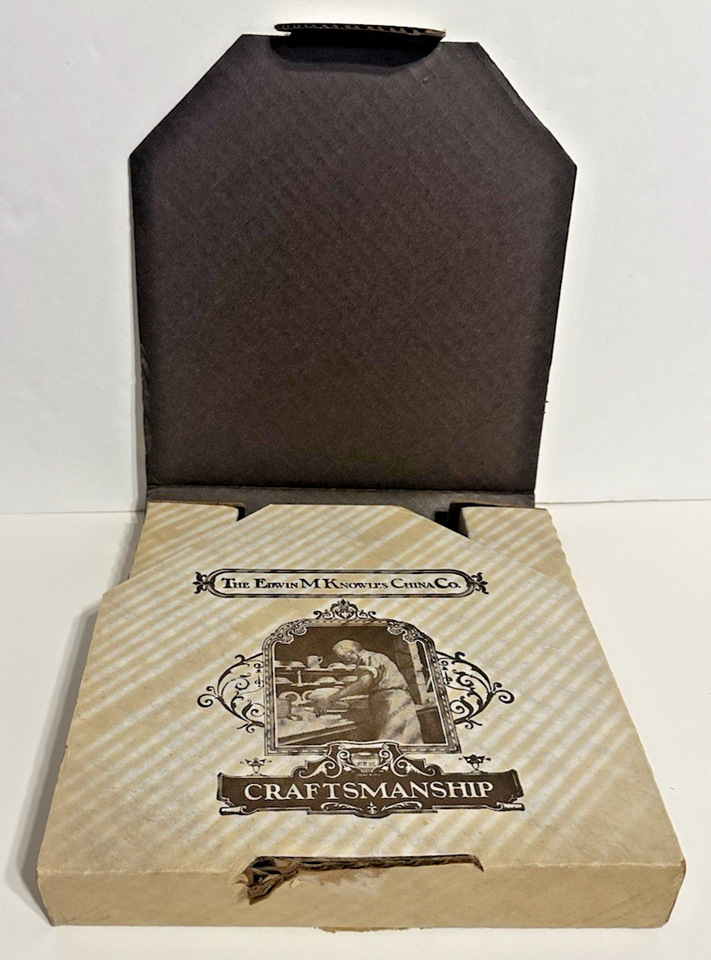 The Edwin M Knowles China Co.
CRAFTSMANSHIP